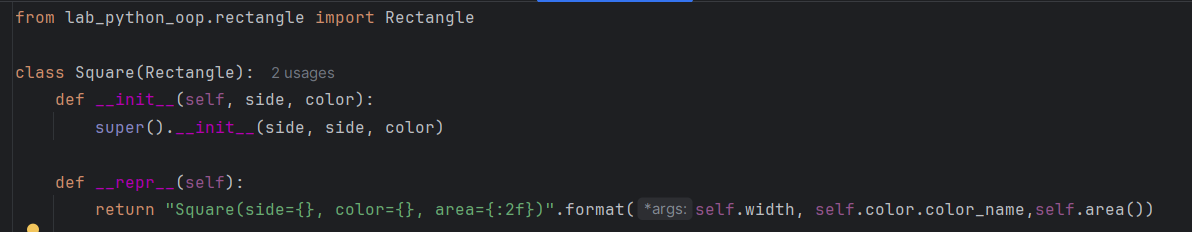 from lab_python_oop.rectangle import Rectangle
class Square(Rectangle): 2 usages
def __init__(self, side, color):
super().__init__(side, side, color)
def __repr__(self):
return "Square(side={}, color={}, area={:2f})".format( *args: self.width, self.color.color_name,self.area())